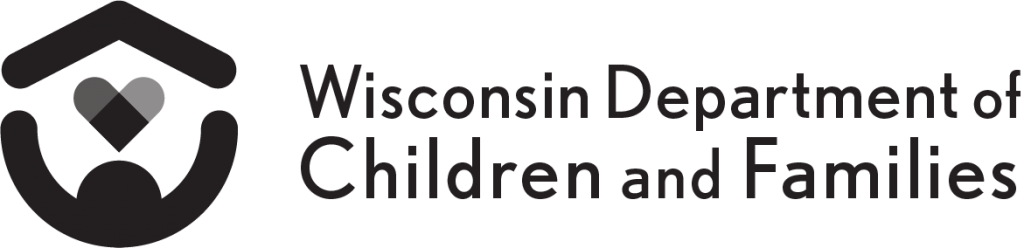 Wisconsin Department of
Children and Families